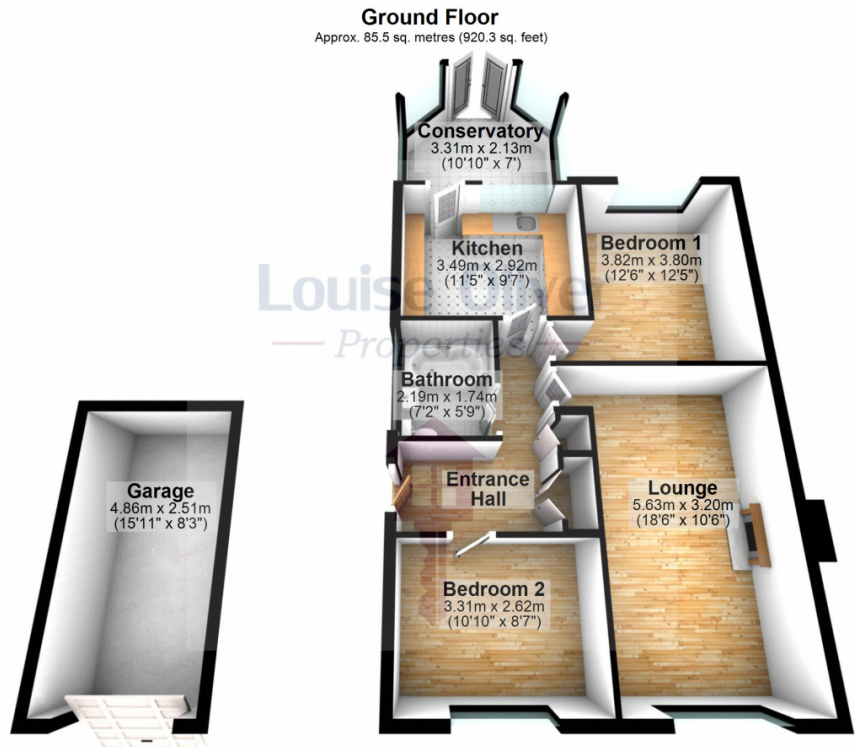 Ground Floor
Approx. 85.5 sq. metres (920.3 sq. feet)
Conservatory
3.31m x 2.13m
(10'10" x 7')
Kitchen
3.49m x 2.92m
(11'5" x 9'7")
Bedroom 1
3.82m x 3.80m
(12'6" x 12'5")
Louise Oliver
Properties
Bathroom
2.19m x 1.74m
(7'2" x 5'9")
Garage
4.86m x 2.51m
(15'11" x 8'3")
Entrance
Hall
Lounge
5.63m x 3.20m
(18'6" x 10'6")
Bedroom 2
3.31m x 2.62m
(10'10" x 8'7")